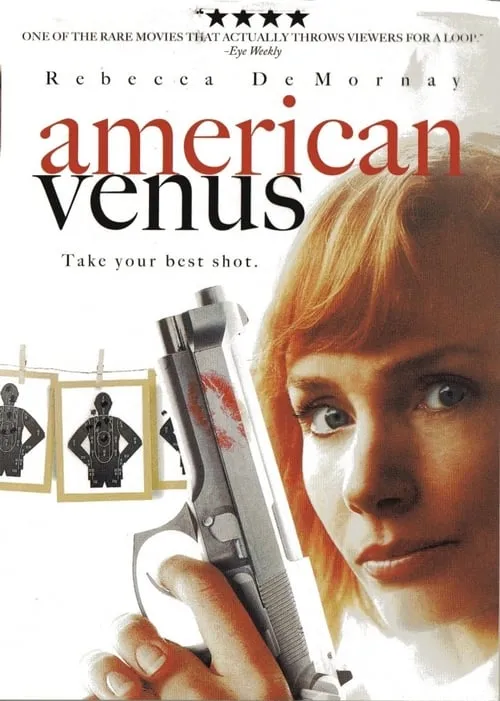 "★★★★
ONE OF THE RARE MOVIES THAT ACTUALLY THROWS VIEWERS FOR A LOOP."
-Eye Weekly
Rebecca DeMornay
american
venus
Take your best shot.